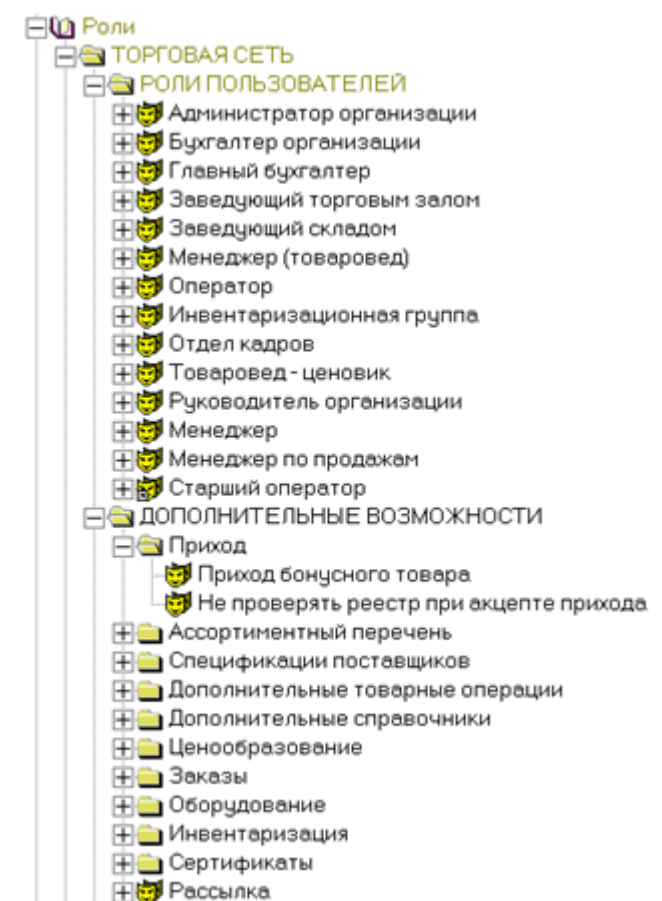 Роли
ТОРГОВАЯ СЕТЬ
РОЛИ ПОЛЬЗОВАТЕЛЕЙ
Администратор организации
Бухгалтер организации
Главный бухгалтер
Заведующий торговым залом
Заведующий складом
Менеджер (товаровед)
Оператор
Инвентаризационная группа
Отдел кадров
Товаровед - ценовик
Руководитель организации
Менеджер
Менеджер по продажам
Старший оператор
ДОПОЛНИТЕЛЬНЫЕ ВОЗМОЖНОСТИ
Приход
Приход бонусного товара
Не проверять реестр при акцепте прихода
Ассортиментный перечень
Спецификации поставщиков
Дополнительные товарные операции
Дополнительные справочники
Ценообразование
Заказы
Оборудование
Инвентаризация
Сертификаты
Рассылка